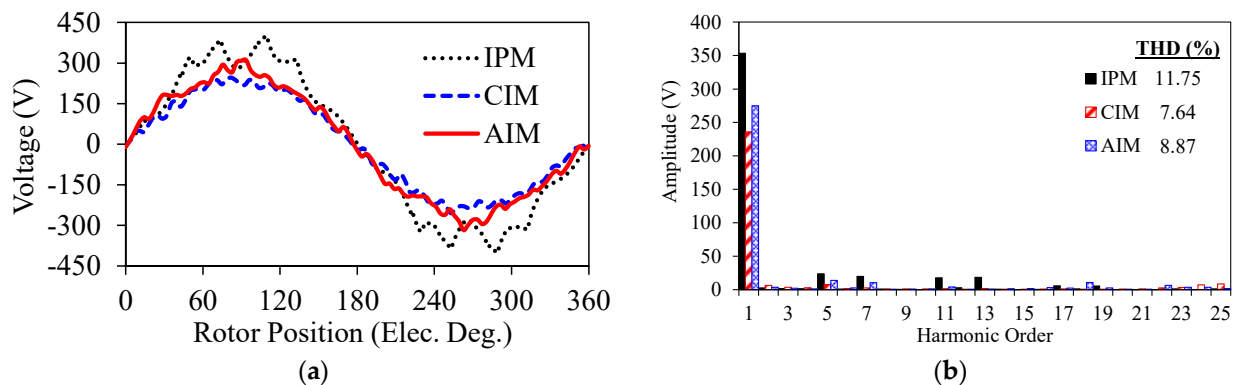 450
300
150
0
-150
-300
-450
Voltage (V)
IPM
CIM
AIM
0 60 120 180 240 300 360
Rotor Position (Elec. Deg.)
(a)
400
350
300
250
200
150
100
50
0
Amplitude (V)
THD (%)
IPM 11.75
CIM 7.64
AIM 8.87
1 3 5 7 9 11 13 15 17 19 21 23 25
Harmonic Order
(b)